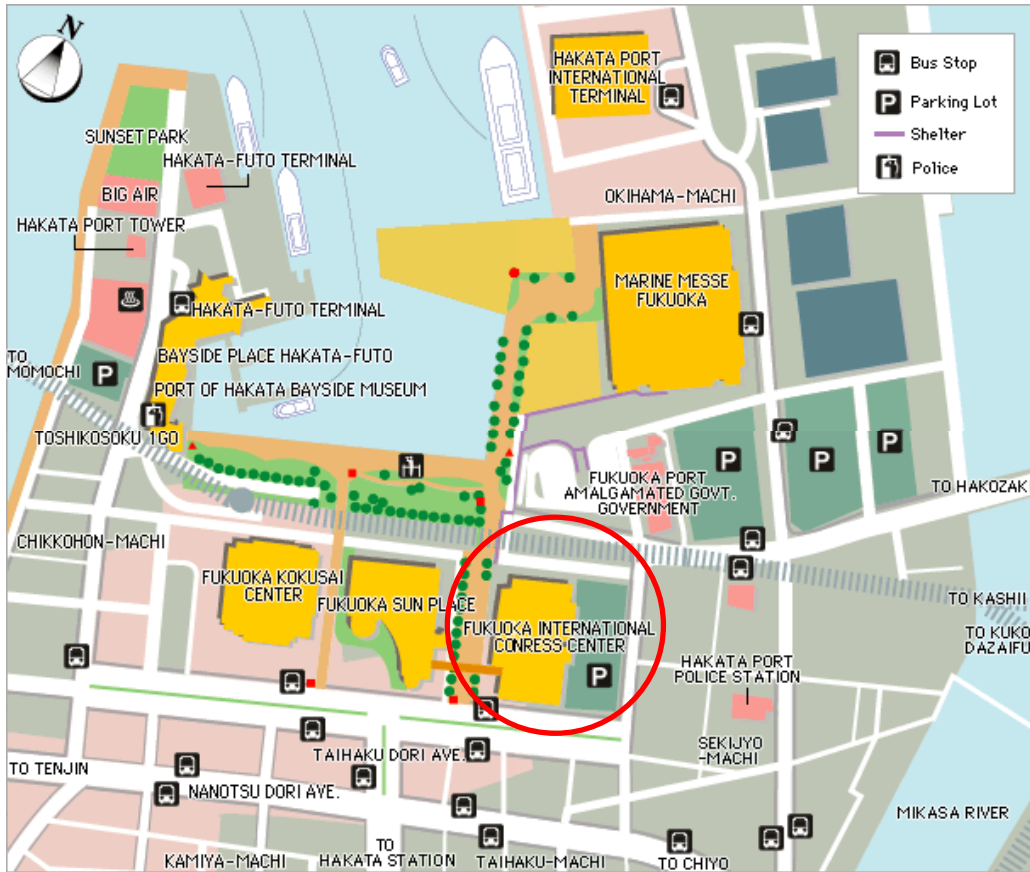 N
HAKATA PORT
INTERNATIONAL
TERMINAL
Bus Stop
P
Parking Lot
Shelter
Police
SUNSET PARK
HAKATA-FUTO TERMINAL
BIG AIR
HAKATA PORT TOWER
OKIHAMA-MACHI
MARINE MESSE
FUKUOKA
HAKATA-FUTO TERMINAL
TO
MOMOCHI
P
BAYSIDE PLACE HAKATA-FUTO
PORT OF HAKATA BAYSIDE MUSEUM
TOSHIKOSOKU 1GO
P
P
P
FUKUOKA PORT
AMALGAMATED GOVT.
GOVERNMENT
TO HAKOZAKI
CHIKKOHON-MACHI
FUKUOKA KOKUSAI
CENTER
FUKUOKA SUN PLACE
FUKUOKA INTERNATIONAL
CONRESS CENTER
P
TO KASHII
TO KUKO
DAZAIFU
HAKATA PORT
POLICE STATION
SEKIJYO
-MACHI
TAIHAKU DORI AVE.
TO TENJIN
NANOTSU DORI AVE.
MIKASA RIVER
KAMIYA-MACHI
TO
HAKATA STATION
TAIHAKU-MACHI
TO CHIYO